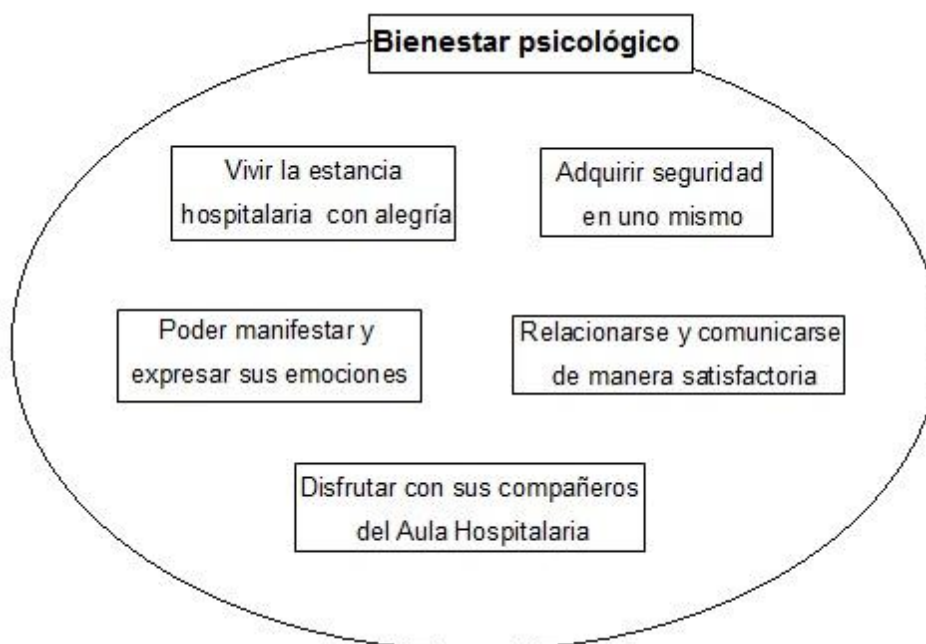 Bienestar psicológico
Vivir la estancia
hospitalaria con alegría
Adquirir seguridad
en uno mismo
Poder manifestar y
expresar sus emociones
Relacionarse y comunicarse
de manera satisfactoria
Disfrutar con sus compañeros
del Aula Hospitalaria